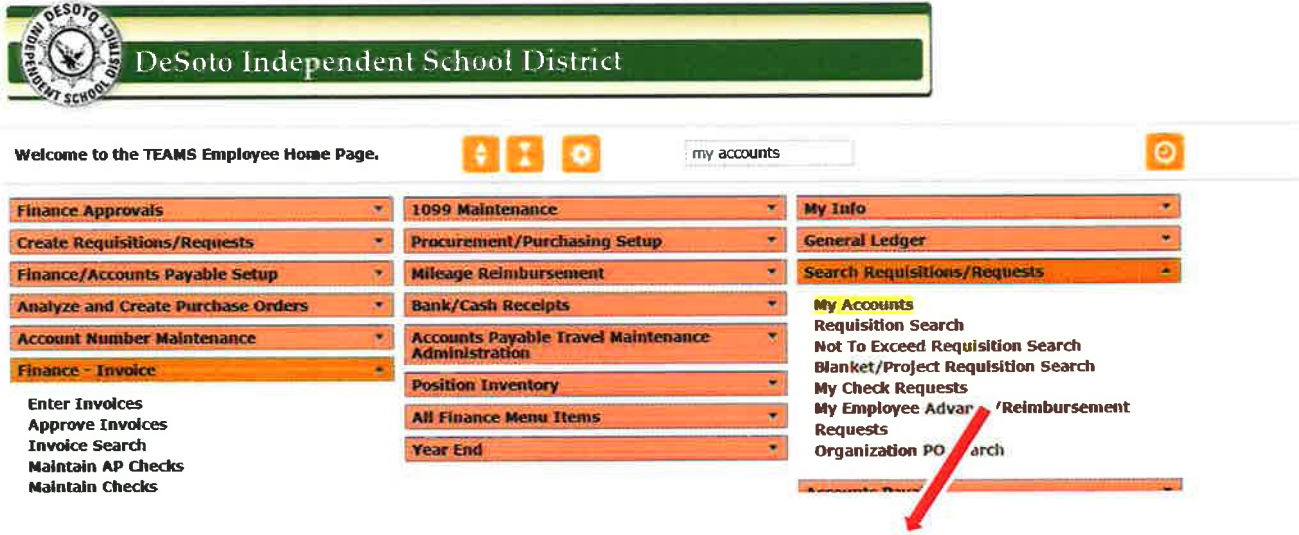 DESOTO
INDEPENDENT SCHOOL DISTRICT
DeSoto Independent School District
Welcome to the TEAMS Employee Home Page.
my accounts
Finance Approvals
Create Requisitions/Requests
Finance/Accounts Payable Setup
Analyze and Create Purchase Orders
Account Number Maintenance
Finance - Invoice
Enter Invoices
Approve Invoices
Invoice Search
Maintain AP Checks
Maintain Checks
1099 Maintenance
Procurement/Purchasing Setup
Mileage Reimbursement
Bank/Cash Receipts
Accounts Payable Travel Maintenance
Administration
Position Inventory
All Finance Menu Items
Year End
My Info
General Ledger
Search Requisitions/Requests
My Accounts
Requisition Search
Not To Exceed Requisition Search
Blanket/Project Requisition Search
My Check Requests
My Employee /Reimbursement
Requests
Organization PO